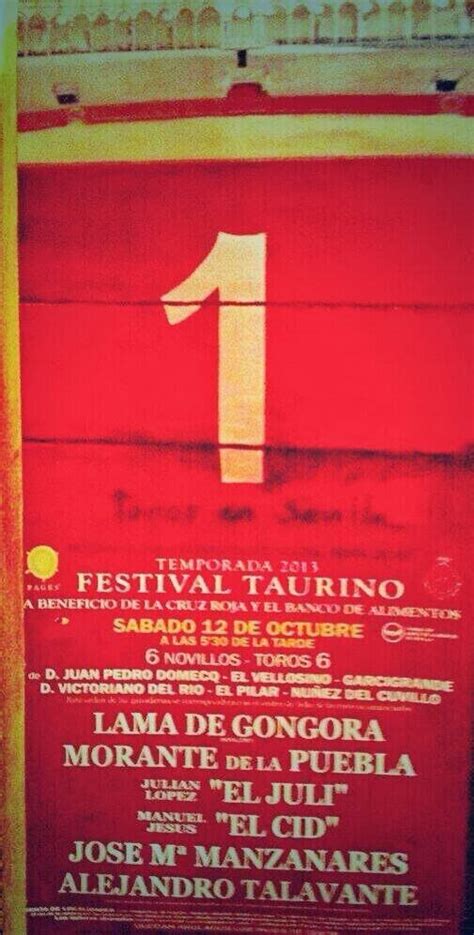 1
Toros en Sevilla
TEMPORADA 2013
PAGES
FESTIVAL TAURINO
A BENEFICIO DE LA CRUZ ROJA Y EL BANCO DE ALIMENTOS
SABADO 12 DE OCTUBRE
A LAS 5'30 DE LA TARDE
6 NOVILLOS - TOROS 6
de D. JUAN PEDRO DOMECQ - EL VELLOSINO - GARCIGRANDE
D. VICTORIANO DEL RIO - EL PILAR - NUÑEZ DEL CUVILLO
LAMA DE GONGORA
MORANTE DE LA PUEBLA
JULIAN LOPEZ "EL JULI"
MANUEL JESUS "EL CID"
JOSE Mª MANZANARES
ALEJANDRO TALAVANTE